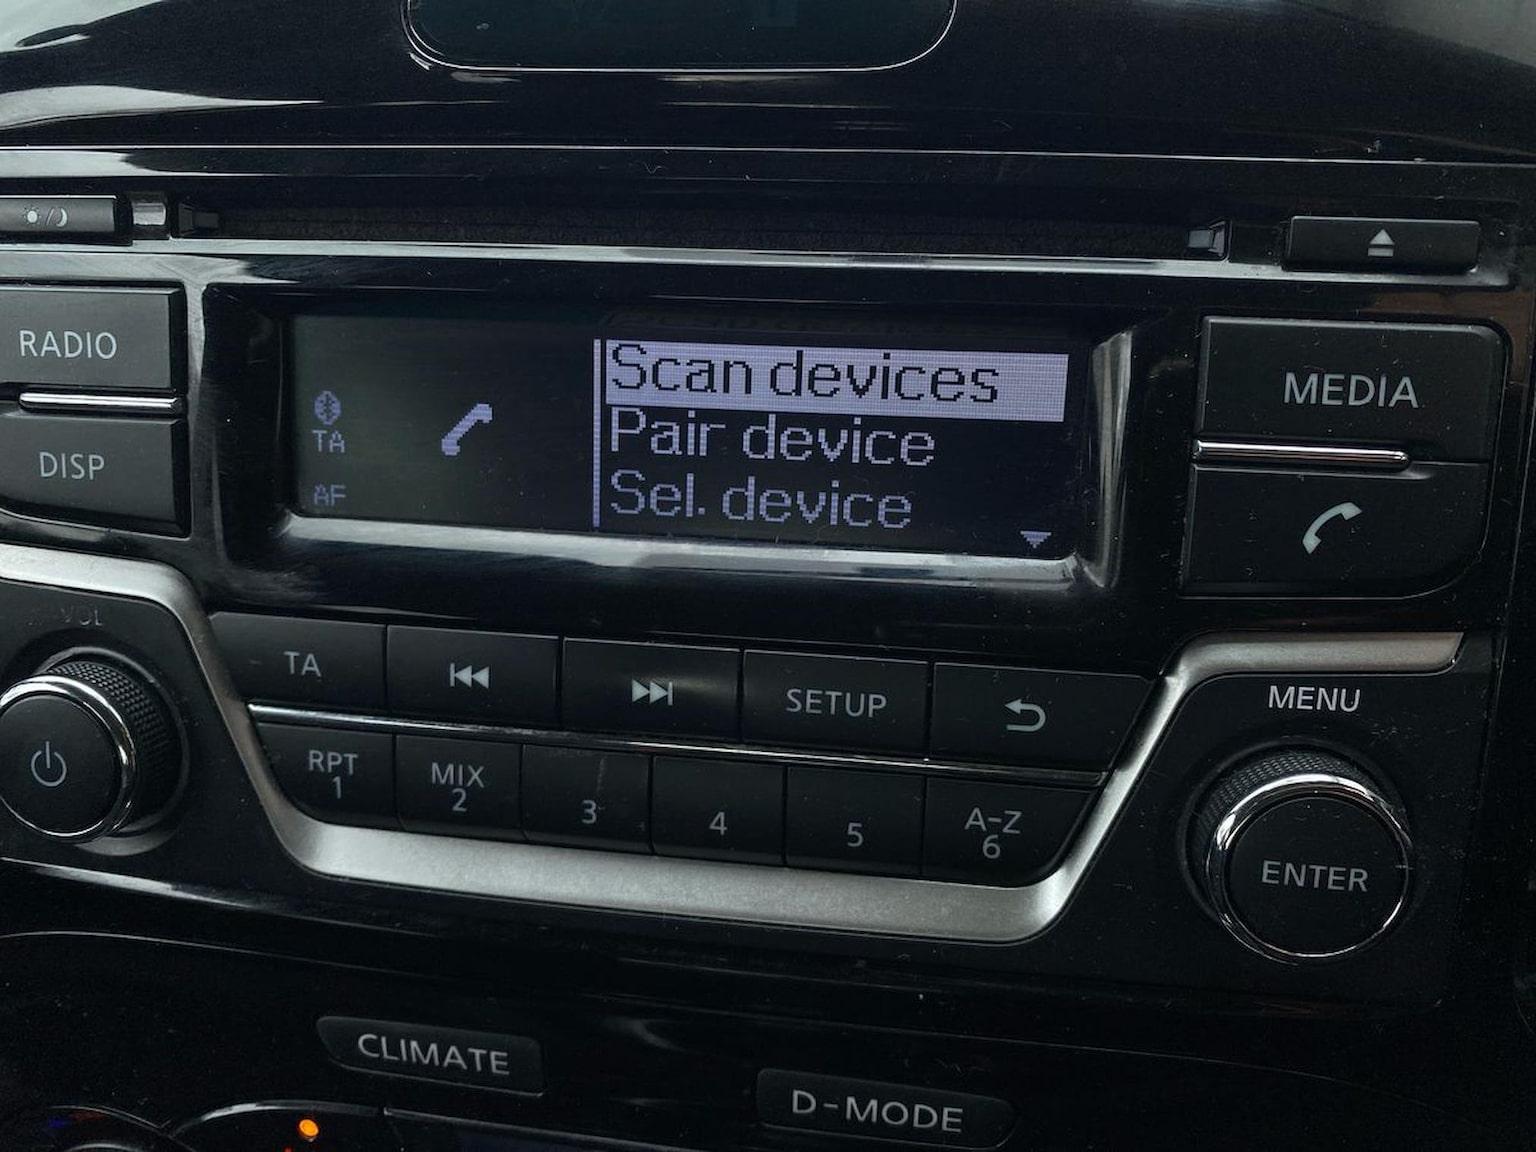 RADIO
DISP
TA
AF
Scan devices
Pair device
Sel. device
MEDIA
VOL
TA
SETUP
MENU
RPT
1
MIX
2
3
4
5
A-Z
6
ENTER
CLIMATE
D-MODE